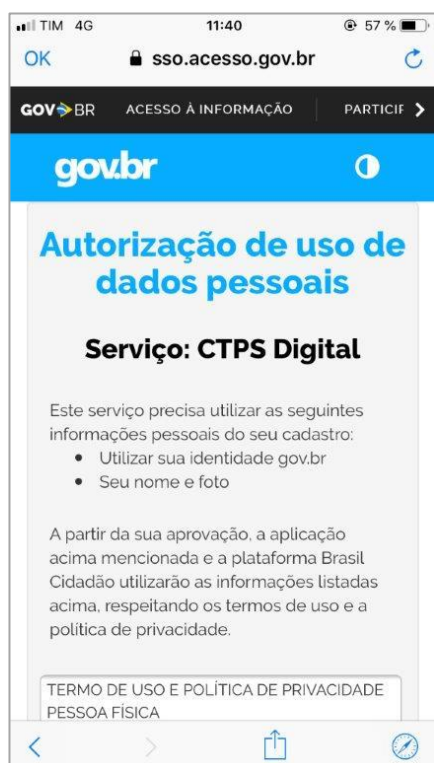 TIM 4G 11:40 57 %
OK sso.acesso.gov.br
GOV BR ACESSO À INFORMAÇÃO PARTICIF
gov.br
Autorização de uso de
dados pessoais
Serviço: CTPS Digital
Este serviço precisa utilizar as seguintes
informações pessoais do seu cadastro:
• Utilizar sua identidade gov.br
• Seu nome e foto
A partir da sua aprovação, a aplicação
acima mencionada e a plataforma Brasil
Cidadão utilizarão as informações listadas
acima, respeitando os termos de uso e a
política de privacidade.
TERMO DE USO E POLÍTICA DE PRIVACIDADE
PESSOA FÍSICA